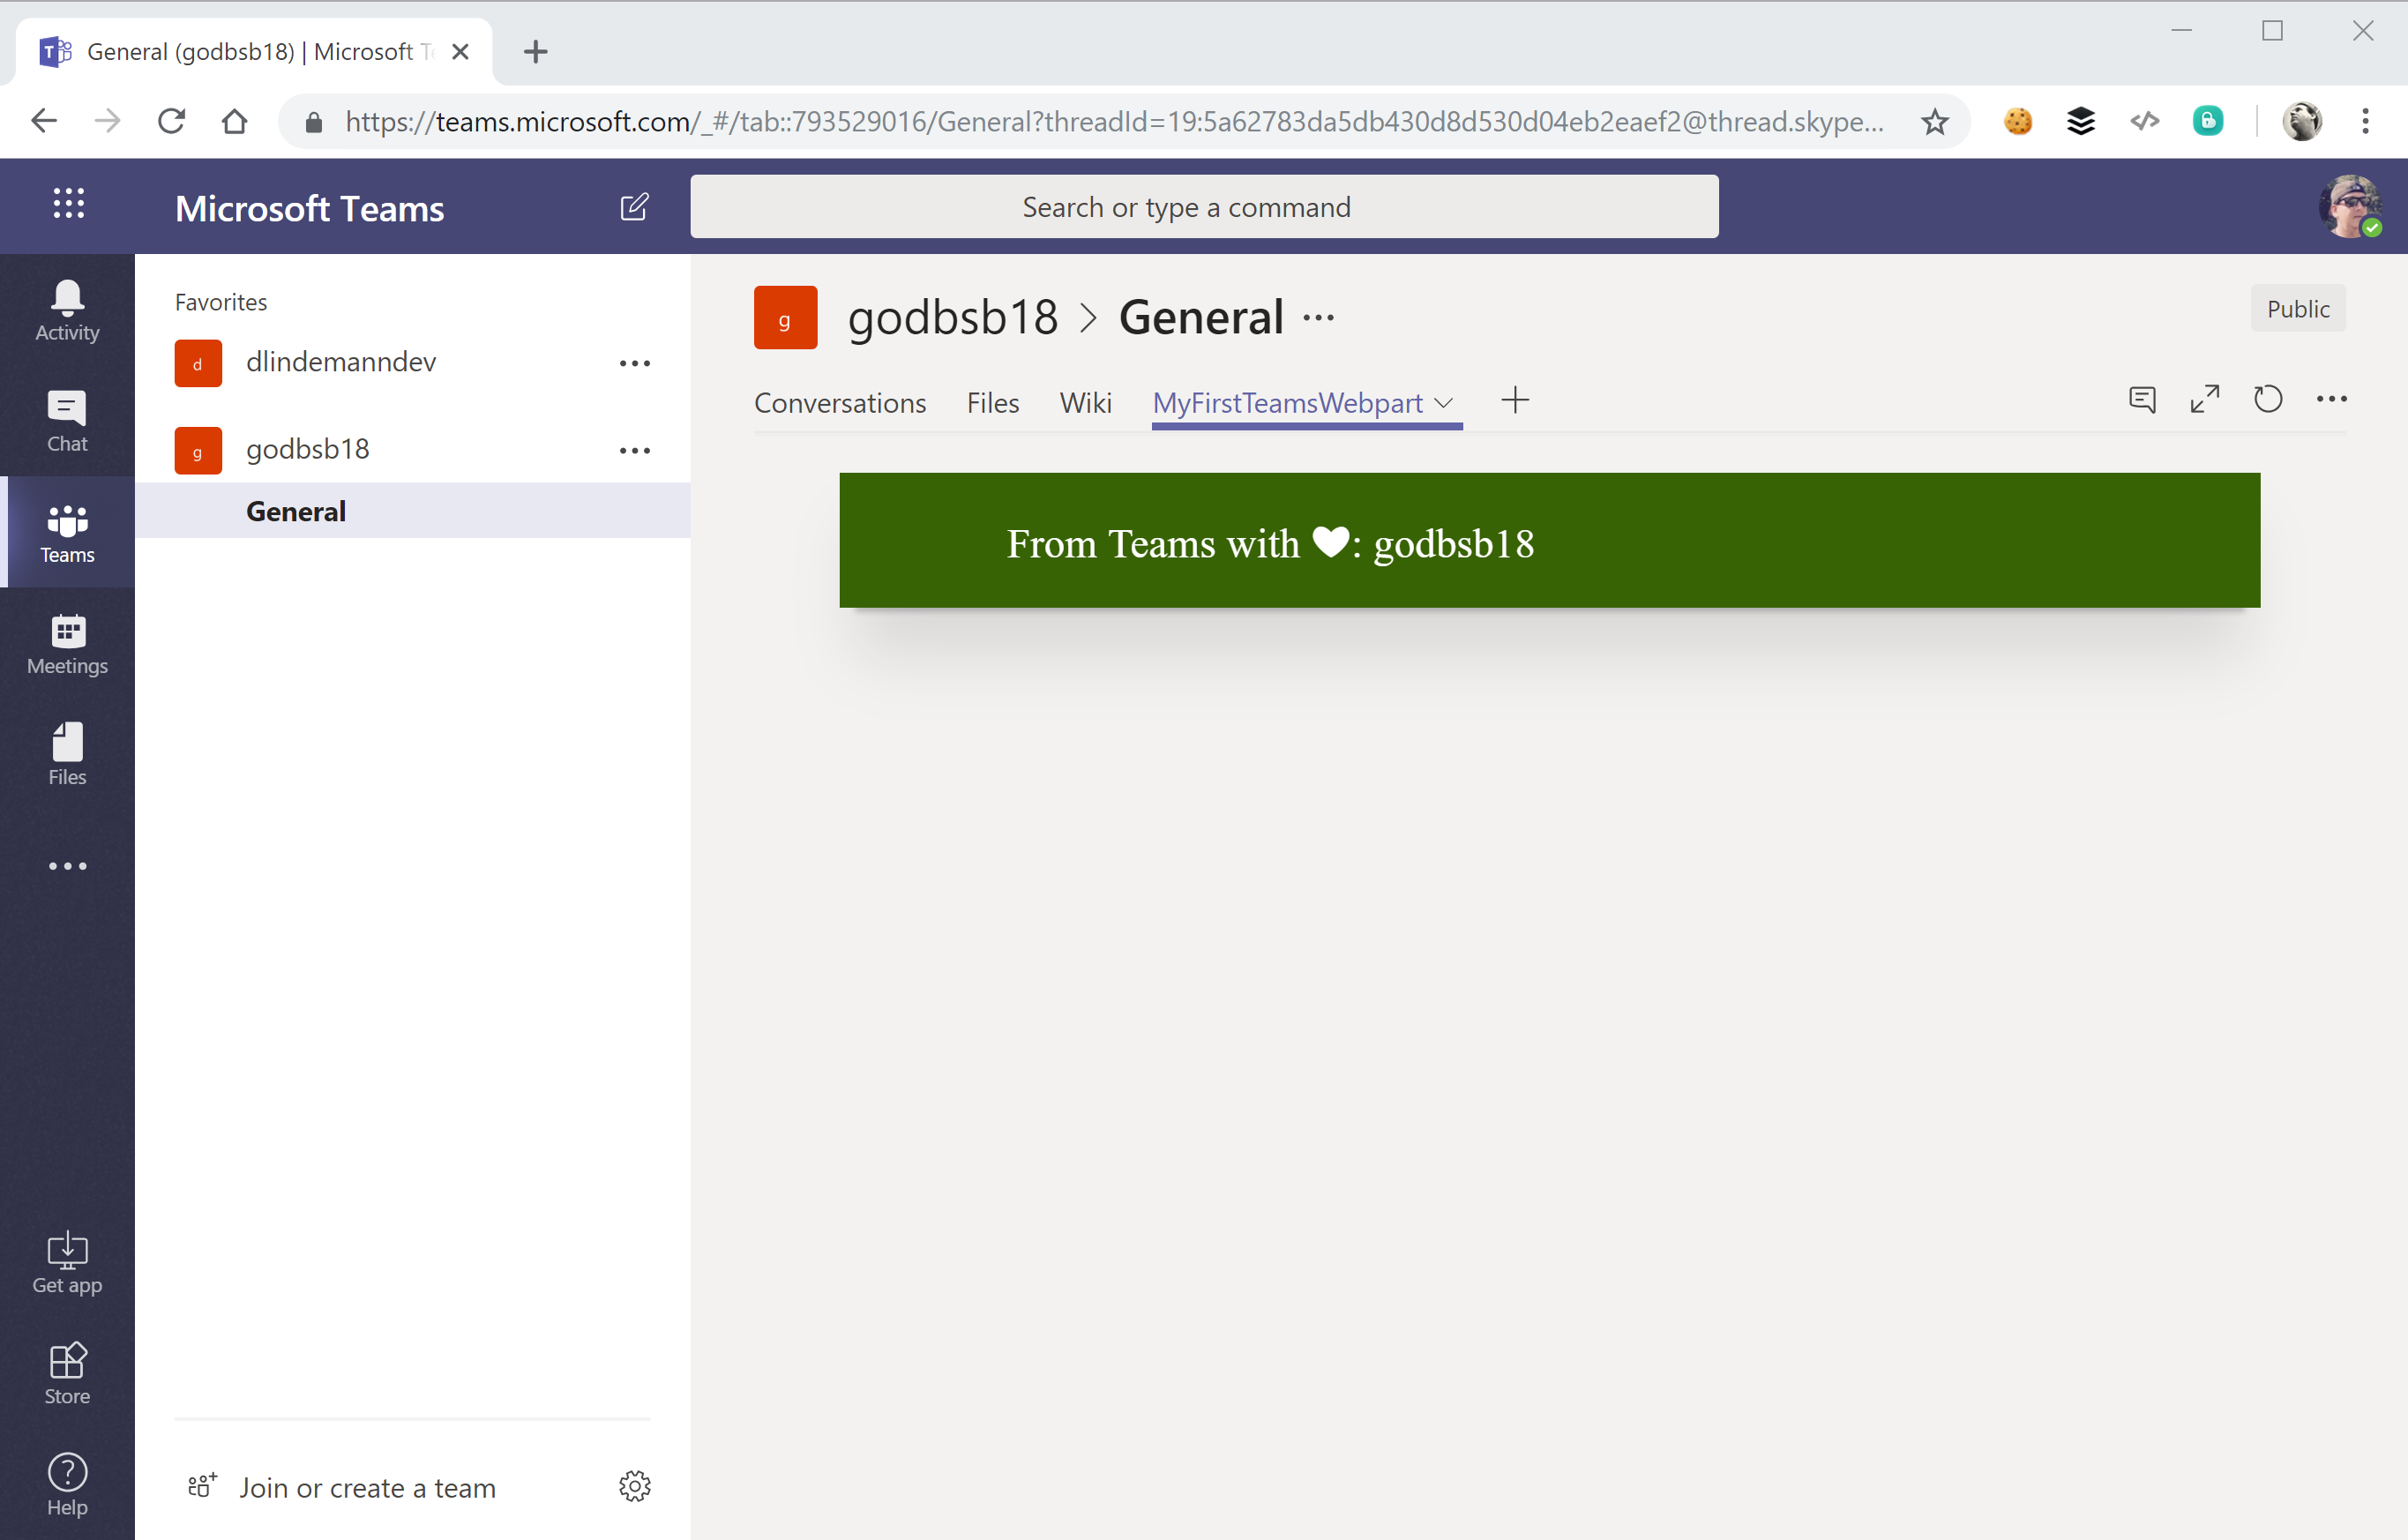 General (godbsb18) | Microsoft
https://teams.microsoft.com/_#/tab::793529016/General?threadId=19:5a62783da5db430d8d530d04eb2eaef2@thread.skype...
Microsoft Teams
Search or type a command
Activity
Chat
Teams
Meetings
Files
Get app
Store
Help
Favorites
d dlindemanndev
g godbsb18
General
Join or create a team
g godbsb18 > General ...
Public
Conversations Files Wiki MyFirstTeamsWebpart
From Teams with ♥: godbsb18